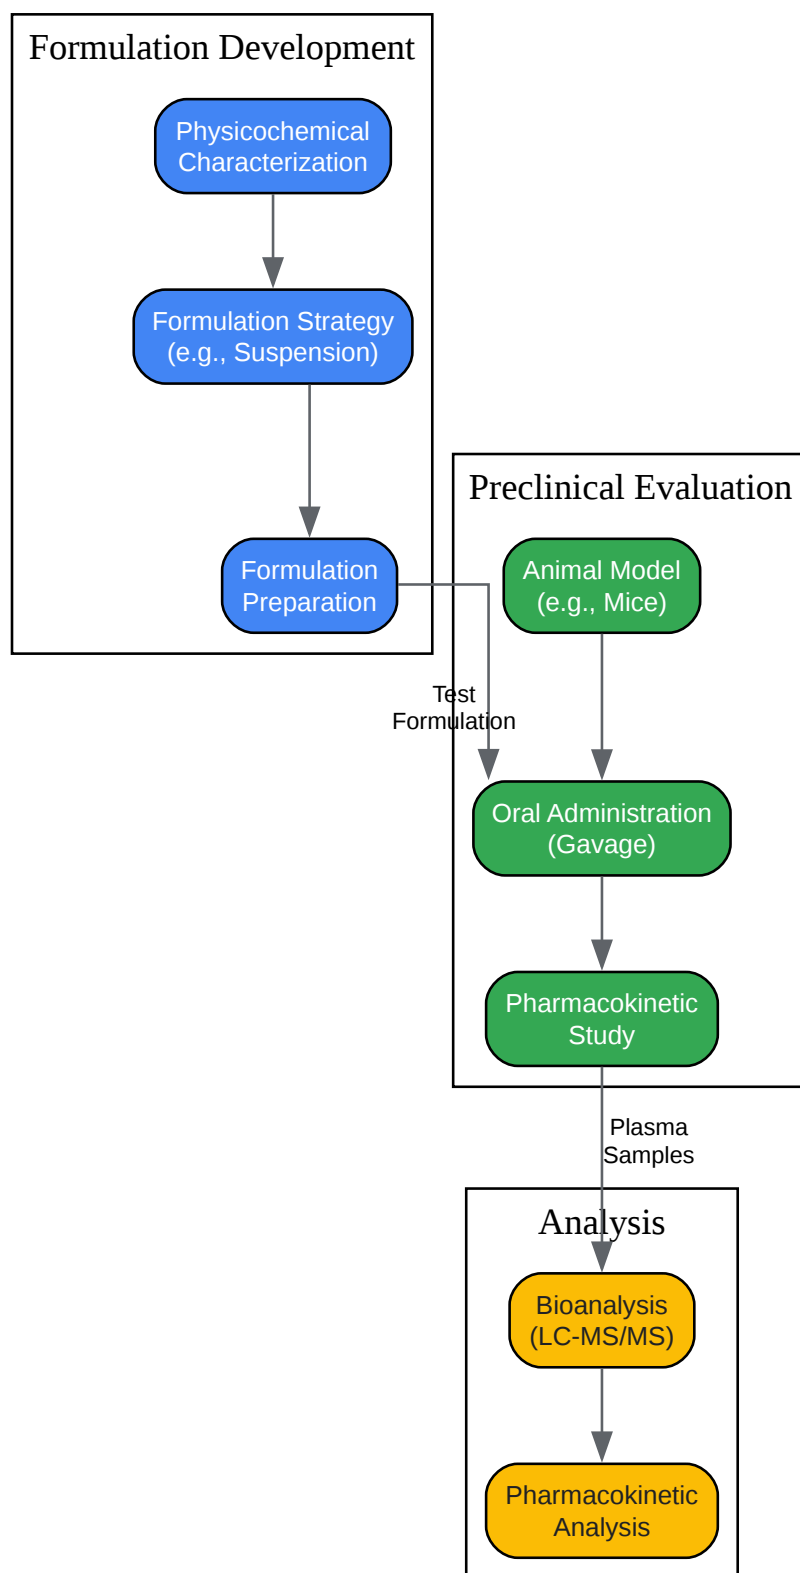 Formulation Development
Physicochemical
Characterization
Formulation Strategy
(e.g., Suspension)
Formulation
Preparation
Preclinical Evaluation
Animal Model
(e.g., Mice)
Test
Formulation
Oral Administration
(Gavage)
Pharmacokinetic
Study
Plasma
Samples
Analysis
Bioanalysis
(LC-MS/MS)
Pharmacokinetic
Analysis